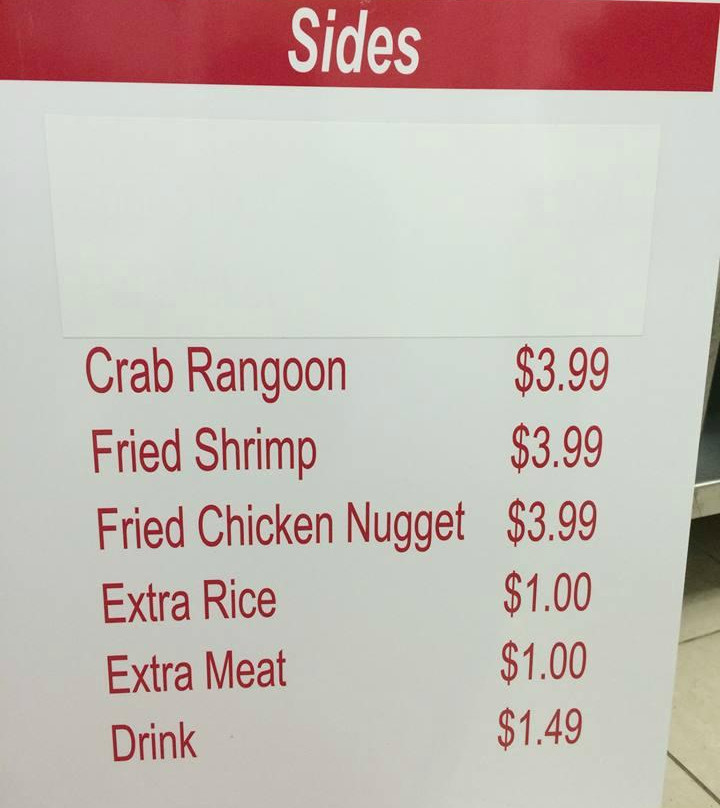 Sides
Crab Rangoon $3.99
Fried Shrimp $3.99
Fried Chicken Nugget $3.99
Extra Rice $1.00
Extra Meat $1.00
Drink $1.49